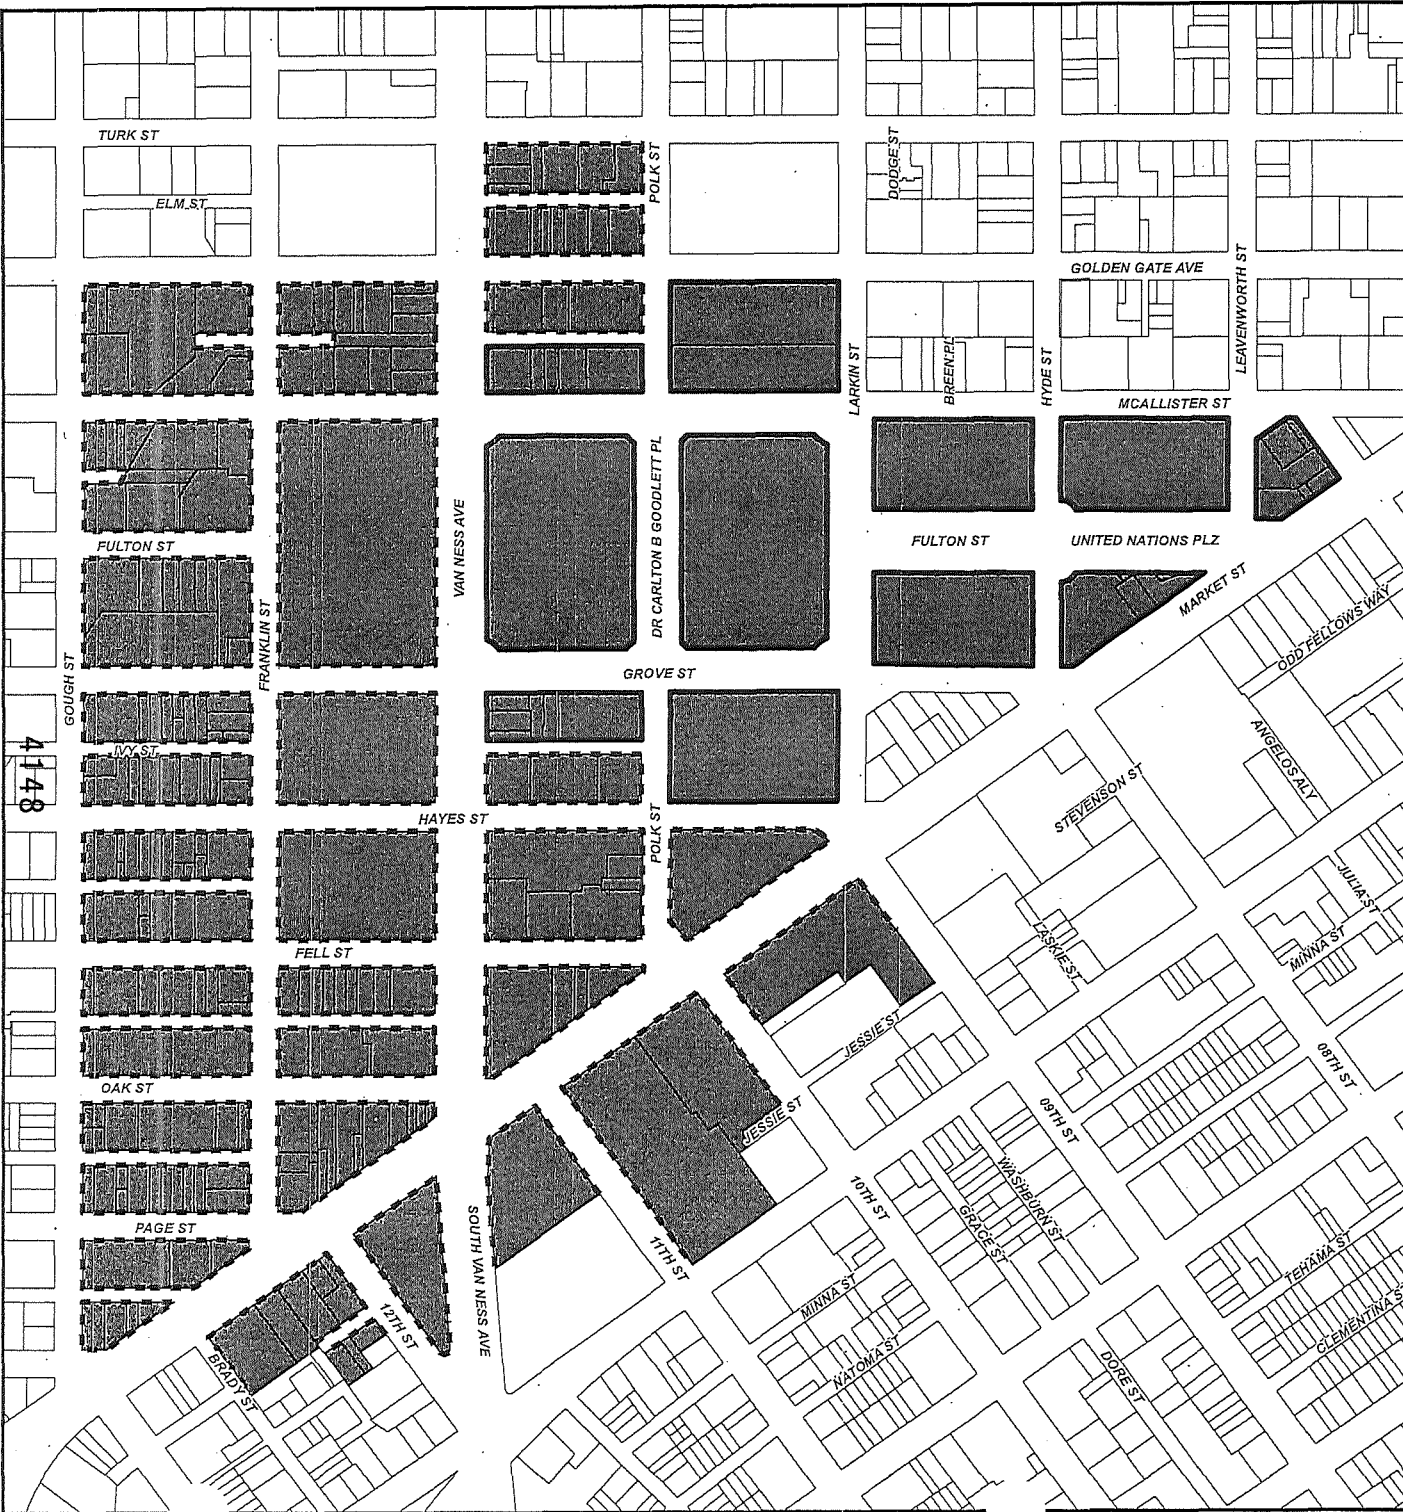 TURK ST
ELM ST
POLK ST
DODGE ST
GOLDEN GATE AVE
LEAVENWORTH ST
LARKIN ST
BREEN PL
HYDE ST
MCALLISTER ST
VAN NESS AVE
DR CARLTON B GOODLETT PL
FULTON ST
FULTON ST
UNITED NATIONS PLZ
MARKET ST
ODD FELLOWS WAY
GOUGH ST
FRANKLIN ST
GROVE ST
4148
IVY ST
ANGELOS ALY
STEVENSON ST
HAYES ST
POLK ST
JULIA ST
MINNA ST
LASKIE ST
FELL ST
JESSIE ST
08TH ST
OAK ST
JESSIE ST
09TH ST
WASHBURN ST
GRACE ST
10TH ST
PAGE ST
SOUTH VAN NESS AVE
11TH ST
TEHAMA ST
MINNA ST
12TH ST
CLEMENTINA S
NATOMA ST
BRADY ST
DORE ST